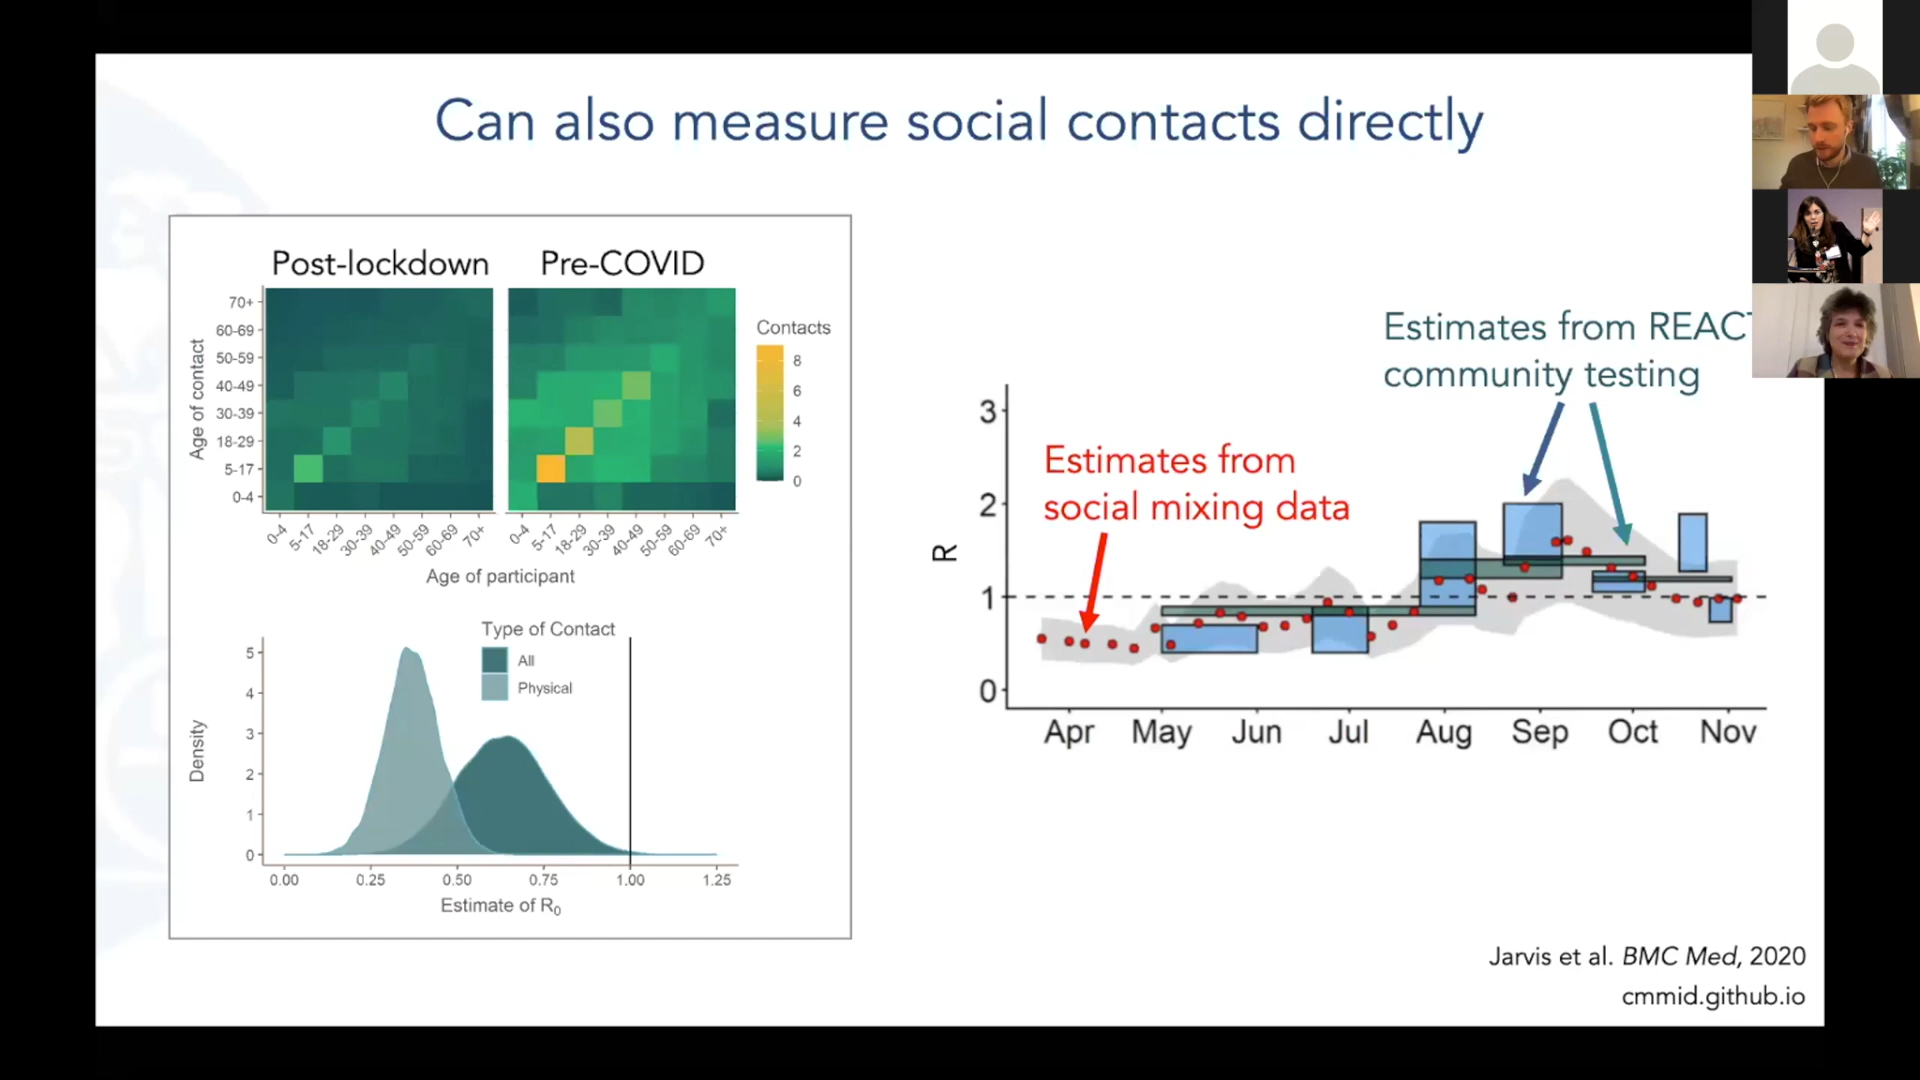 Can also measure social contacts directly
Post-lockdown
Pre-COVID
Contacts
8
6
4
2
0
Age of contact
70+
60-69
50-59
40-49
30-39
18-29
5-17
0-4
0-4 5-17 18-29 30-39 40-49 50-59 60-69 70+
0-4 5-17 18-29 30-39 40-49 50-59 60-69 70+
Age of participant
Type of Contact
All
Physical
Density
5
4
3
2
1
0
0.00 0.25 0.50 0.75 1.00 1.25
Estimate of R0
Estimates from REACT
community testing
Estimates from
social mixing data
R
3
2
1
0
Apr May Jun Jul Aug Sep Oct Nov
Jarvis et al. BMC Med, 2020
cmmid.github.io